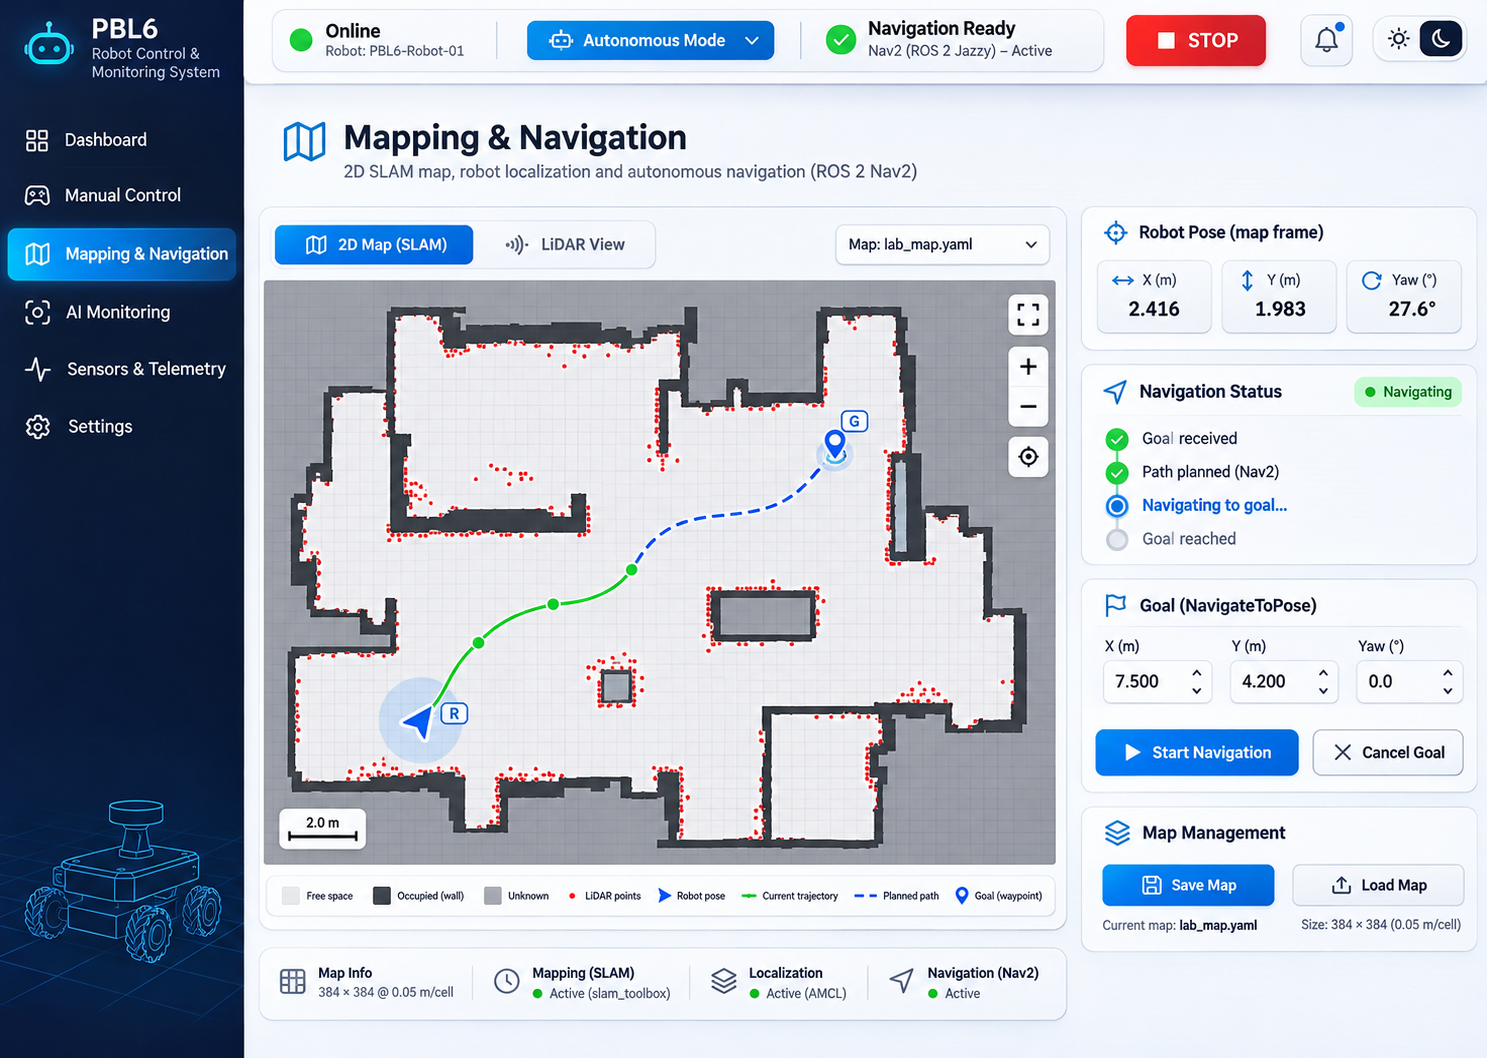 PBL6
Robot Control &
Monitoring System
Dashboard
Manual Control
Mapping & Navigation
AI Monitoring
Sensors & Telemetry
Settings
Online
Robot: PBL6-Robot-01
Autonomous Mode
Navigation Ready
Nav2 (ROS 2 Jazzy) – Active
STOP
Mapping & Navigation
2D SLAM map, robot localization and autonomous navigation (ROS 2 Nav2)
2D Map (SLAM)
LiDAR View
Map: lab_map.yaml
G
R
2.0 m
Free space
Occupied (wall)
Unknown
LiDAR points
Robot pose
Current trajectory
Planned path
Goal (waypoint)
Map Info
384 × 384 @ 0.05 m/cell
Mapping (SLAM)
Active (slam_toolbox)
Localization
Active (AMCL)
Navigation (Nav2)
Active
Robot Pose (map frame)
X (m)
2.416
Y (m)
1.983
Yaw (°)
27.6°
Navigation Status
Navigating
Goal received
Path planned (Nav2)
Navigating to goal...
Goal reached
Goal (NavigateToPose)
X (m)
Y (m)
Yaw (°)
7.500
4.200
0.0
Start Navigation
Cancel Goal
Map Management
Save Map
Load Map
Current map: lab_map.yaml
Size: 384 × 384 (0.05 m/cell)